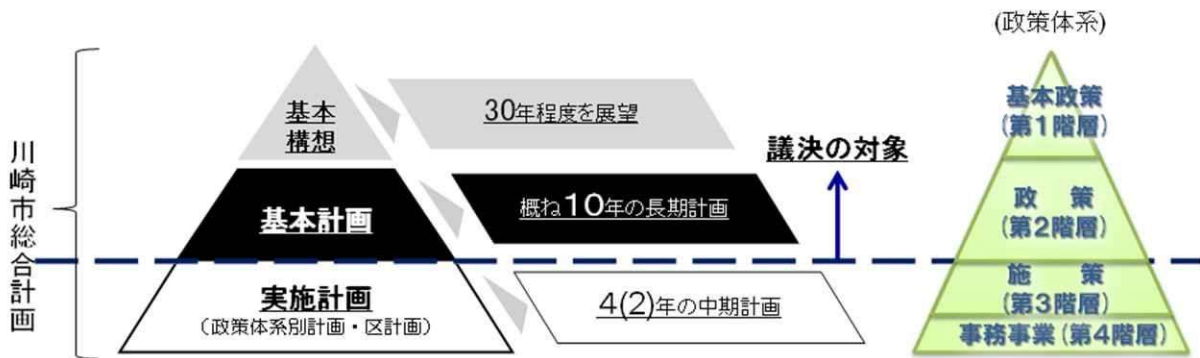 川崎市総合計画
基本
構想
30年程度を展望
基本計画
概ね10年の長期計画
実施計画
(政策体系別計画・区計画)
4(2)年の中期計画
議決の対象
(政策体系)
基本政策
(第1階層)
政　策
(第2階層)
施　策
(第3階層)
事務事業(第4階層)